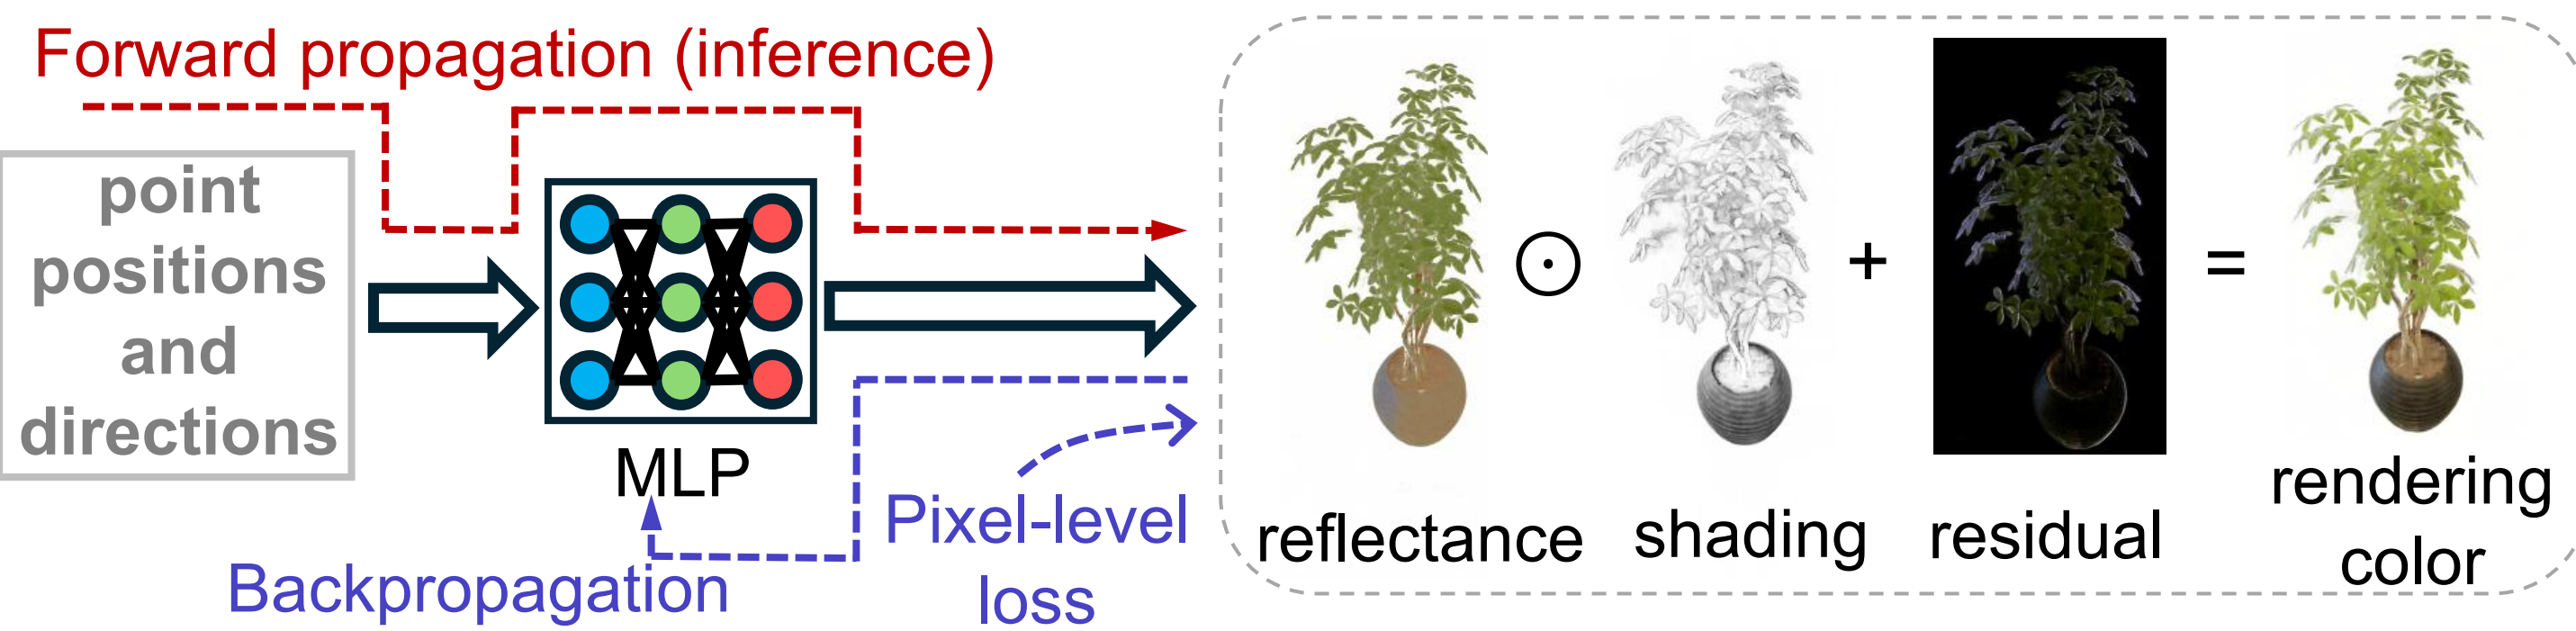 Forward propagation (inference)
point
positions
and
directions
MLP
Backpropagation
Pixel-level
loss
reflectance
⊙
shading
+
residual
=
rendering
color